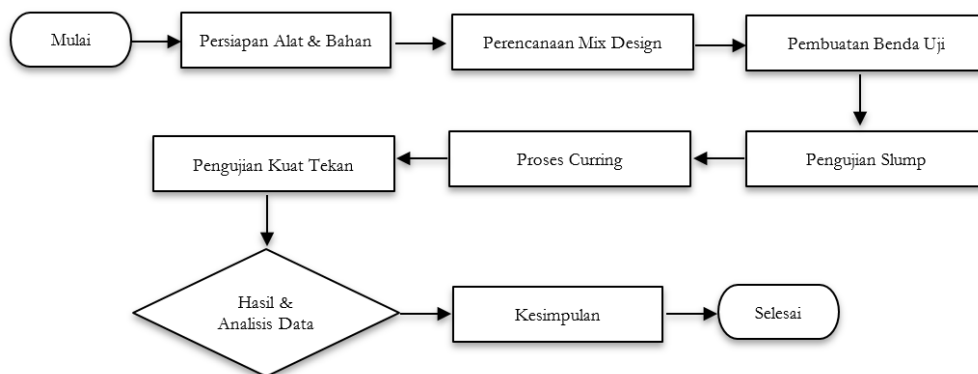 Mulai
Persiapan Alat & Bahan
Perencanaan Mix Design
Pembuatan Benda Uji
Pengujian Slump
Proses Curring
Pengujian Kuat Tekan
Hasil &
Analisis Data
Kesimpulan
Selesai